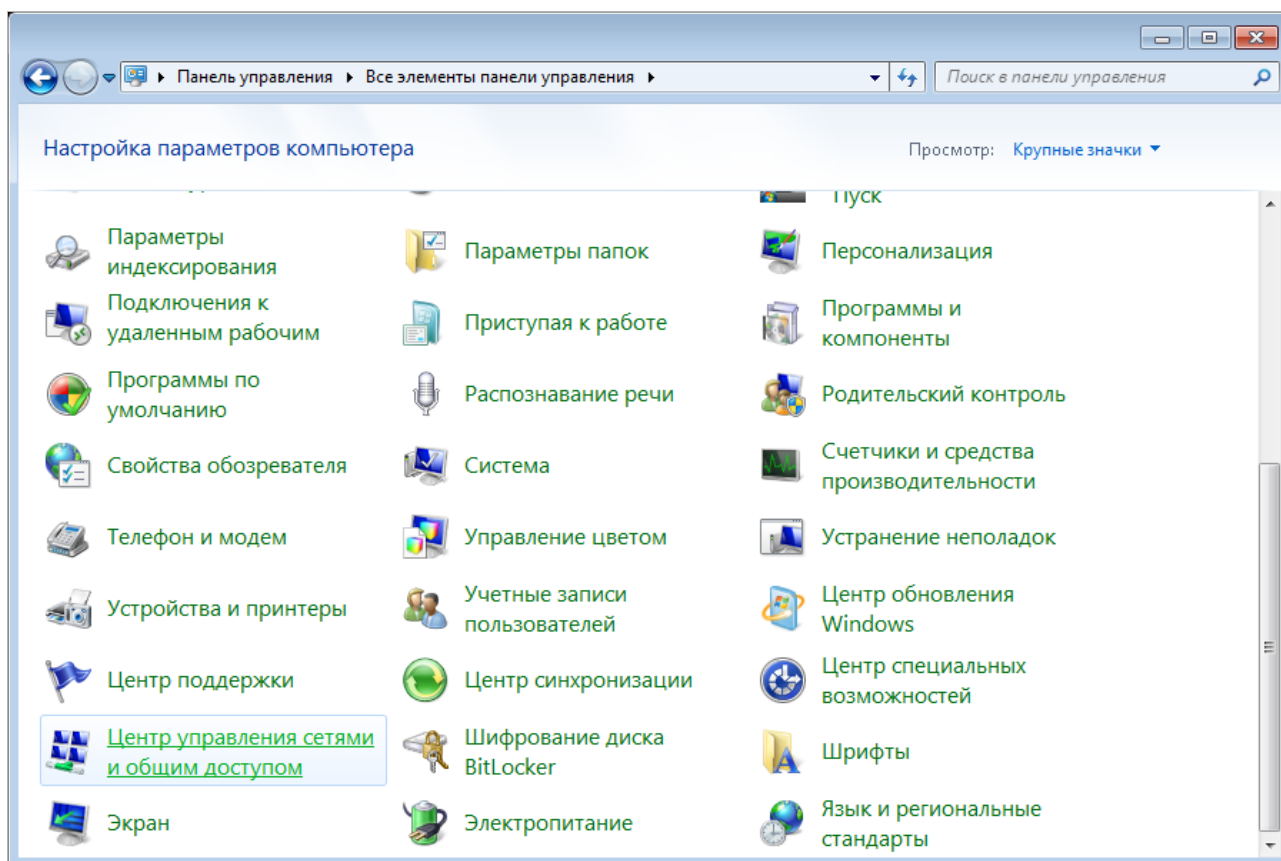 Панель управления
Все элементы панели управления
Поиск в панели управления
Настройка параметров компьютера
Просмотр: Крупные значки
Пуск
Параметры
индексирования
Параметры папок
Персонализация
Подключения к
удаленным рабочим
Приступая к работе
Программы и
компоненты
Программы по
умолчанию
Распознавание речи
Родительский контроль
Свойства обозревателя
Система
Счетчики и средства
производительности
Телефон и модем
Управление цветом
Устранение неполадок
Устройства и принтеры
Учетные записи
пользователей
Центр обновления
Windows
Центр поддержки
Центр синхронизации
Центр специальных
возможностей
Центр управления сетями
и общим доступом
Шифрование диска
BitLocker
Шрифты
Экран
Электропитание
Язык и региональные
стандарты